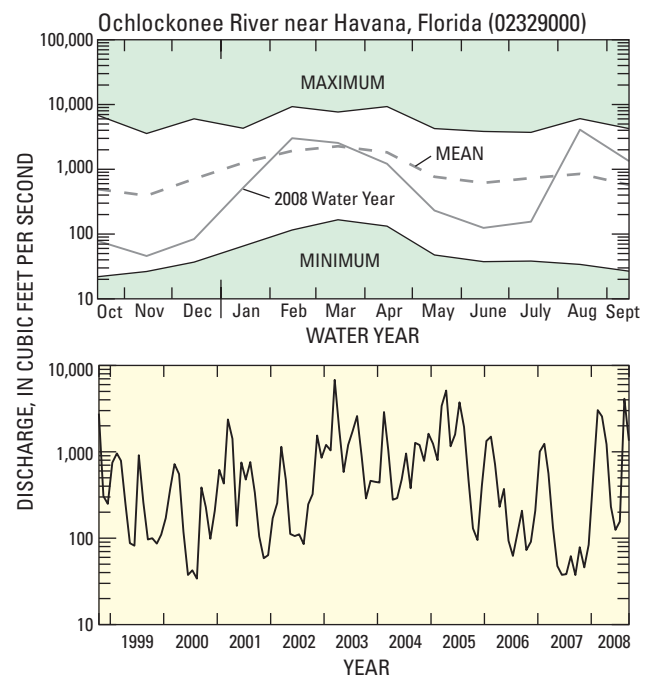 Ochlockonee River near Havana, Florida (02329000)
100,000
MAXIMUM
10,000
MEAN
1,000
2008 Water Year
100
MINIMUM
10
Oct Nov Dec Jan Feb Mar Apr May June July Aug Sept
WATER YEAR
DISCHARGE, IN CUBIC FEET PER SECOND
10,000
1,000
100
10
1999 2000 2001 2002 2003 2004 2005 2006 2007 2008
YEAR